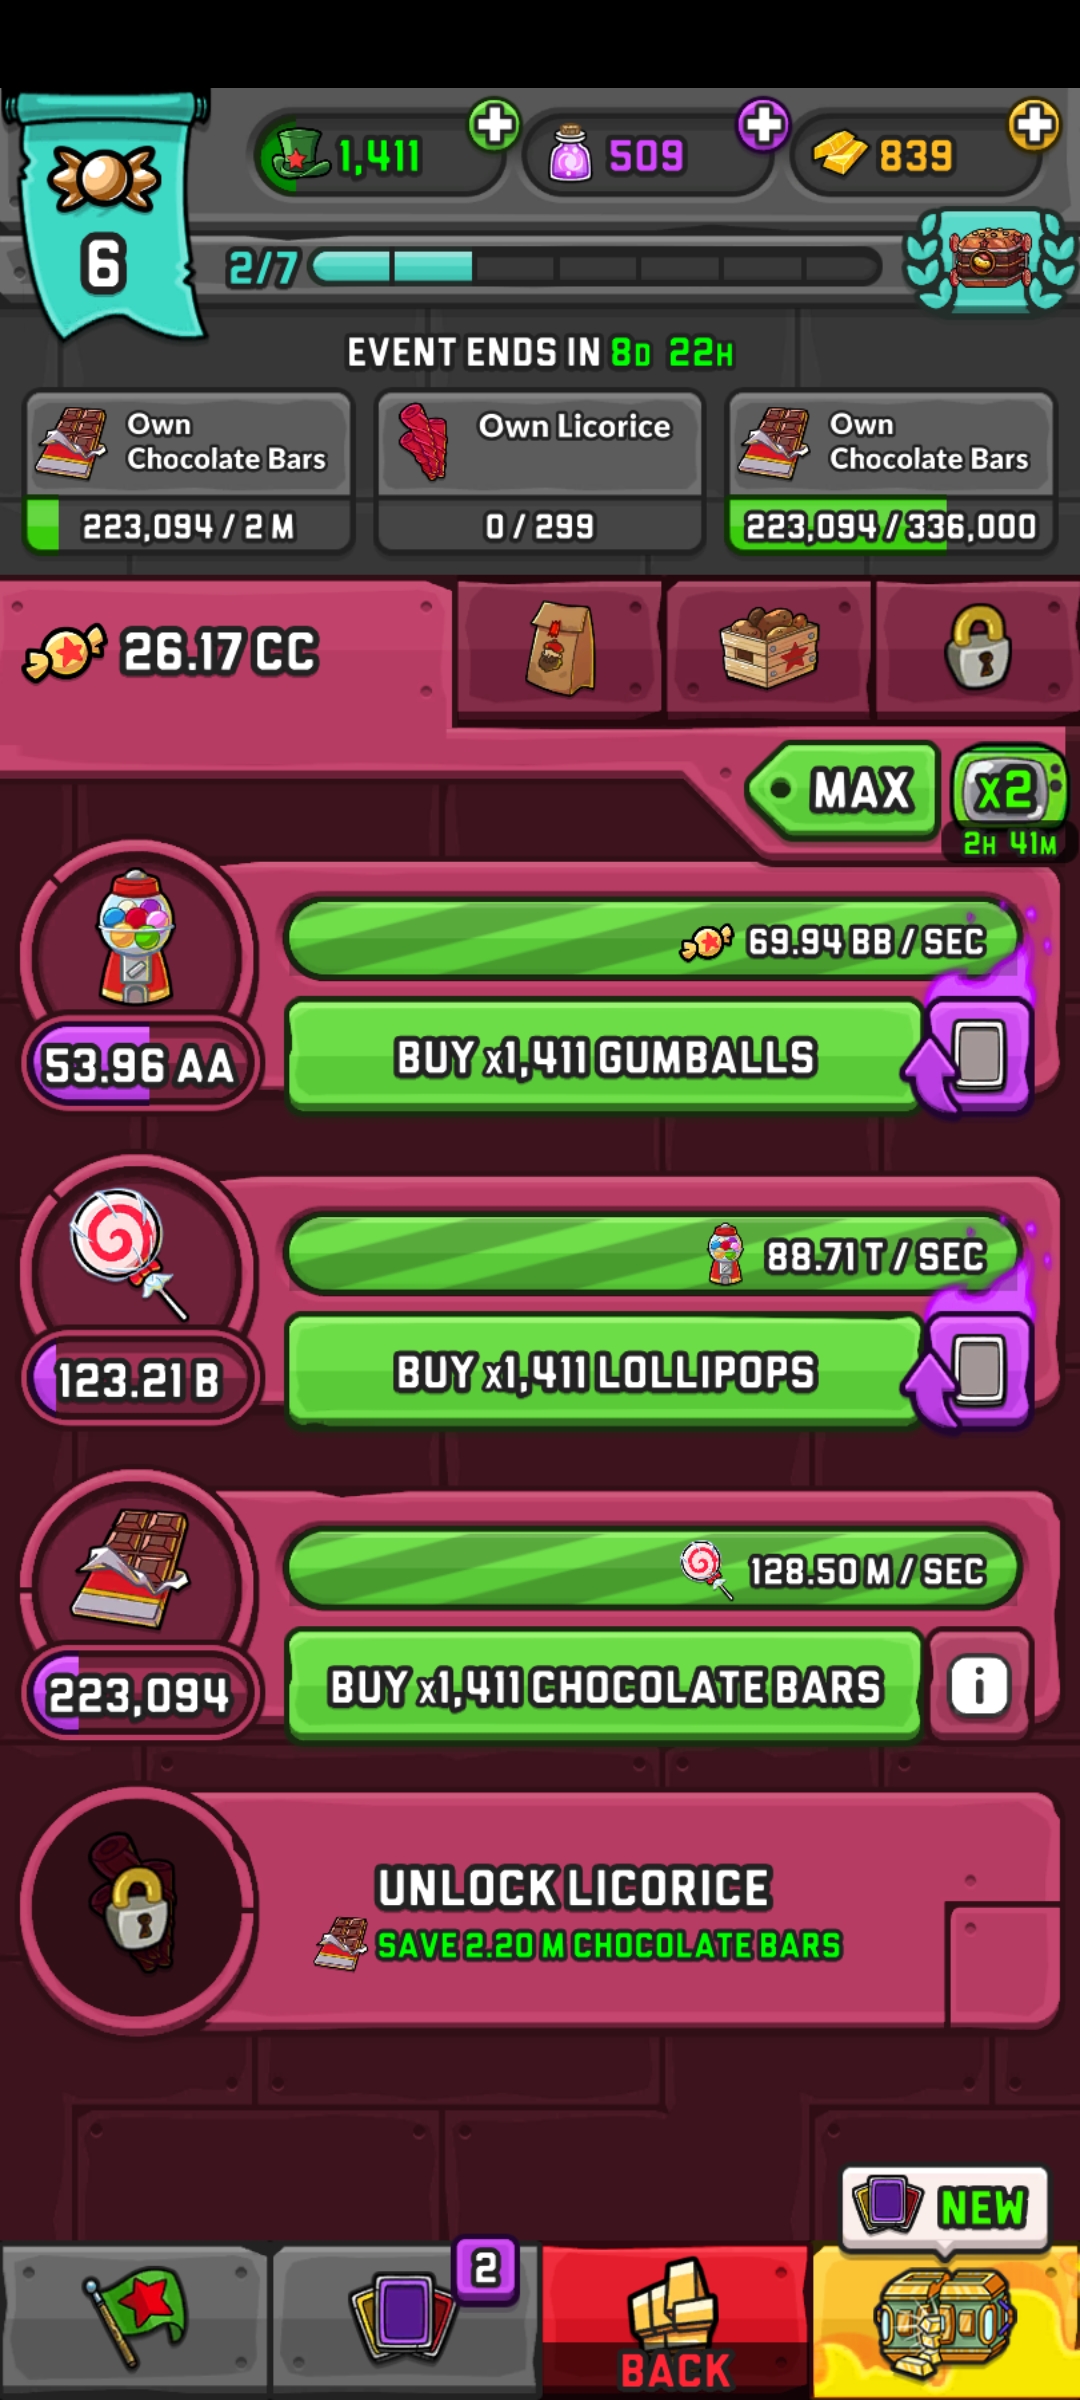 1,411
509
839
6
2/7
EVENT ENDS IN 8D 22H
Own
Chocolate Bars
223,094 / 2 M
Own Licorice
0 / 299
Own
Chocolate Bars
223,094 / 336,000
26.17 CC
MAX
x2
2H 41M
69.94 BB / SEC
53.96 AA
BUY x1,411 GUMBALLS
88.71 T / SEC
123.21 B
BUY x1,411 LOLLIPOPS
128.50 M / SEC
223,094
BUY x1,411 CHOCOLATE BARS
i
UNLOCK LICORICE
SAVE 2.20 M CHOCOLATE BARS
NEW
2
BACK